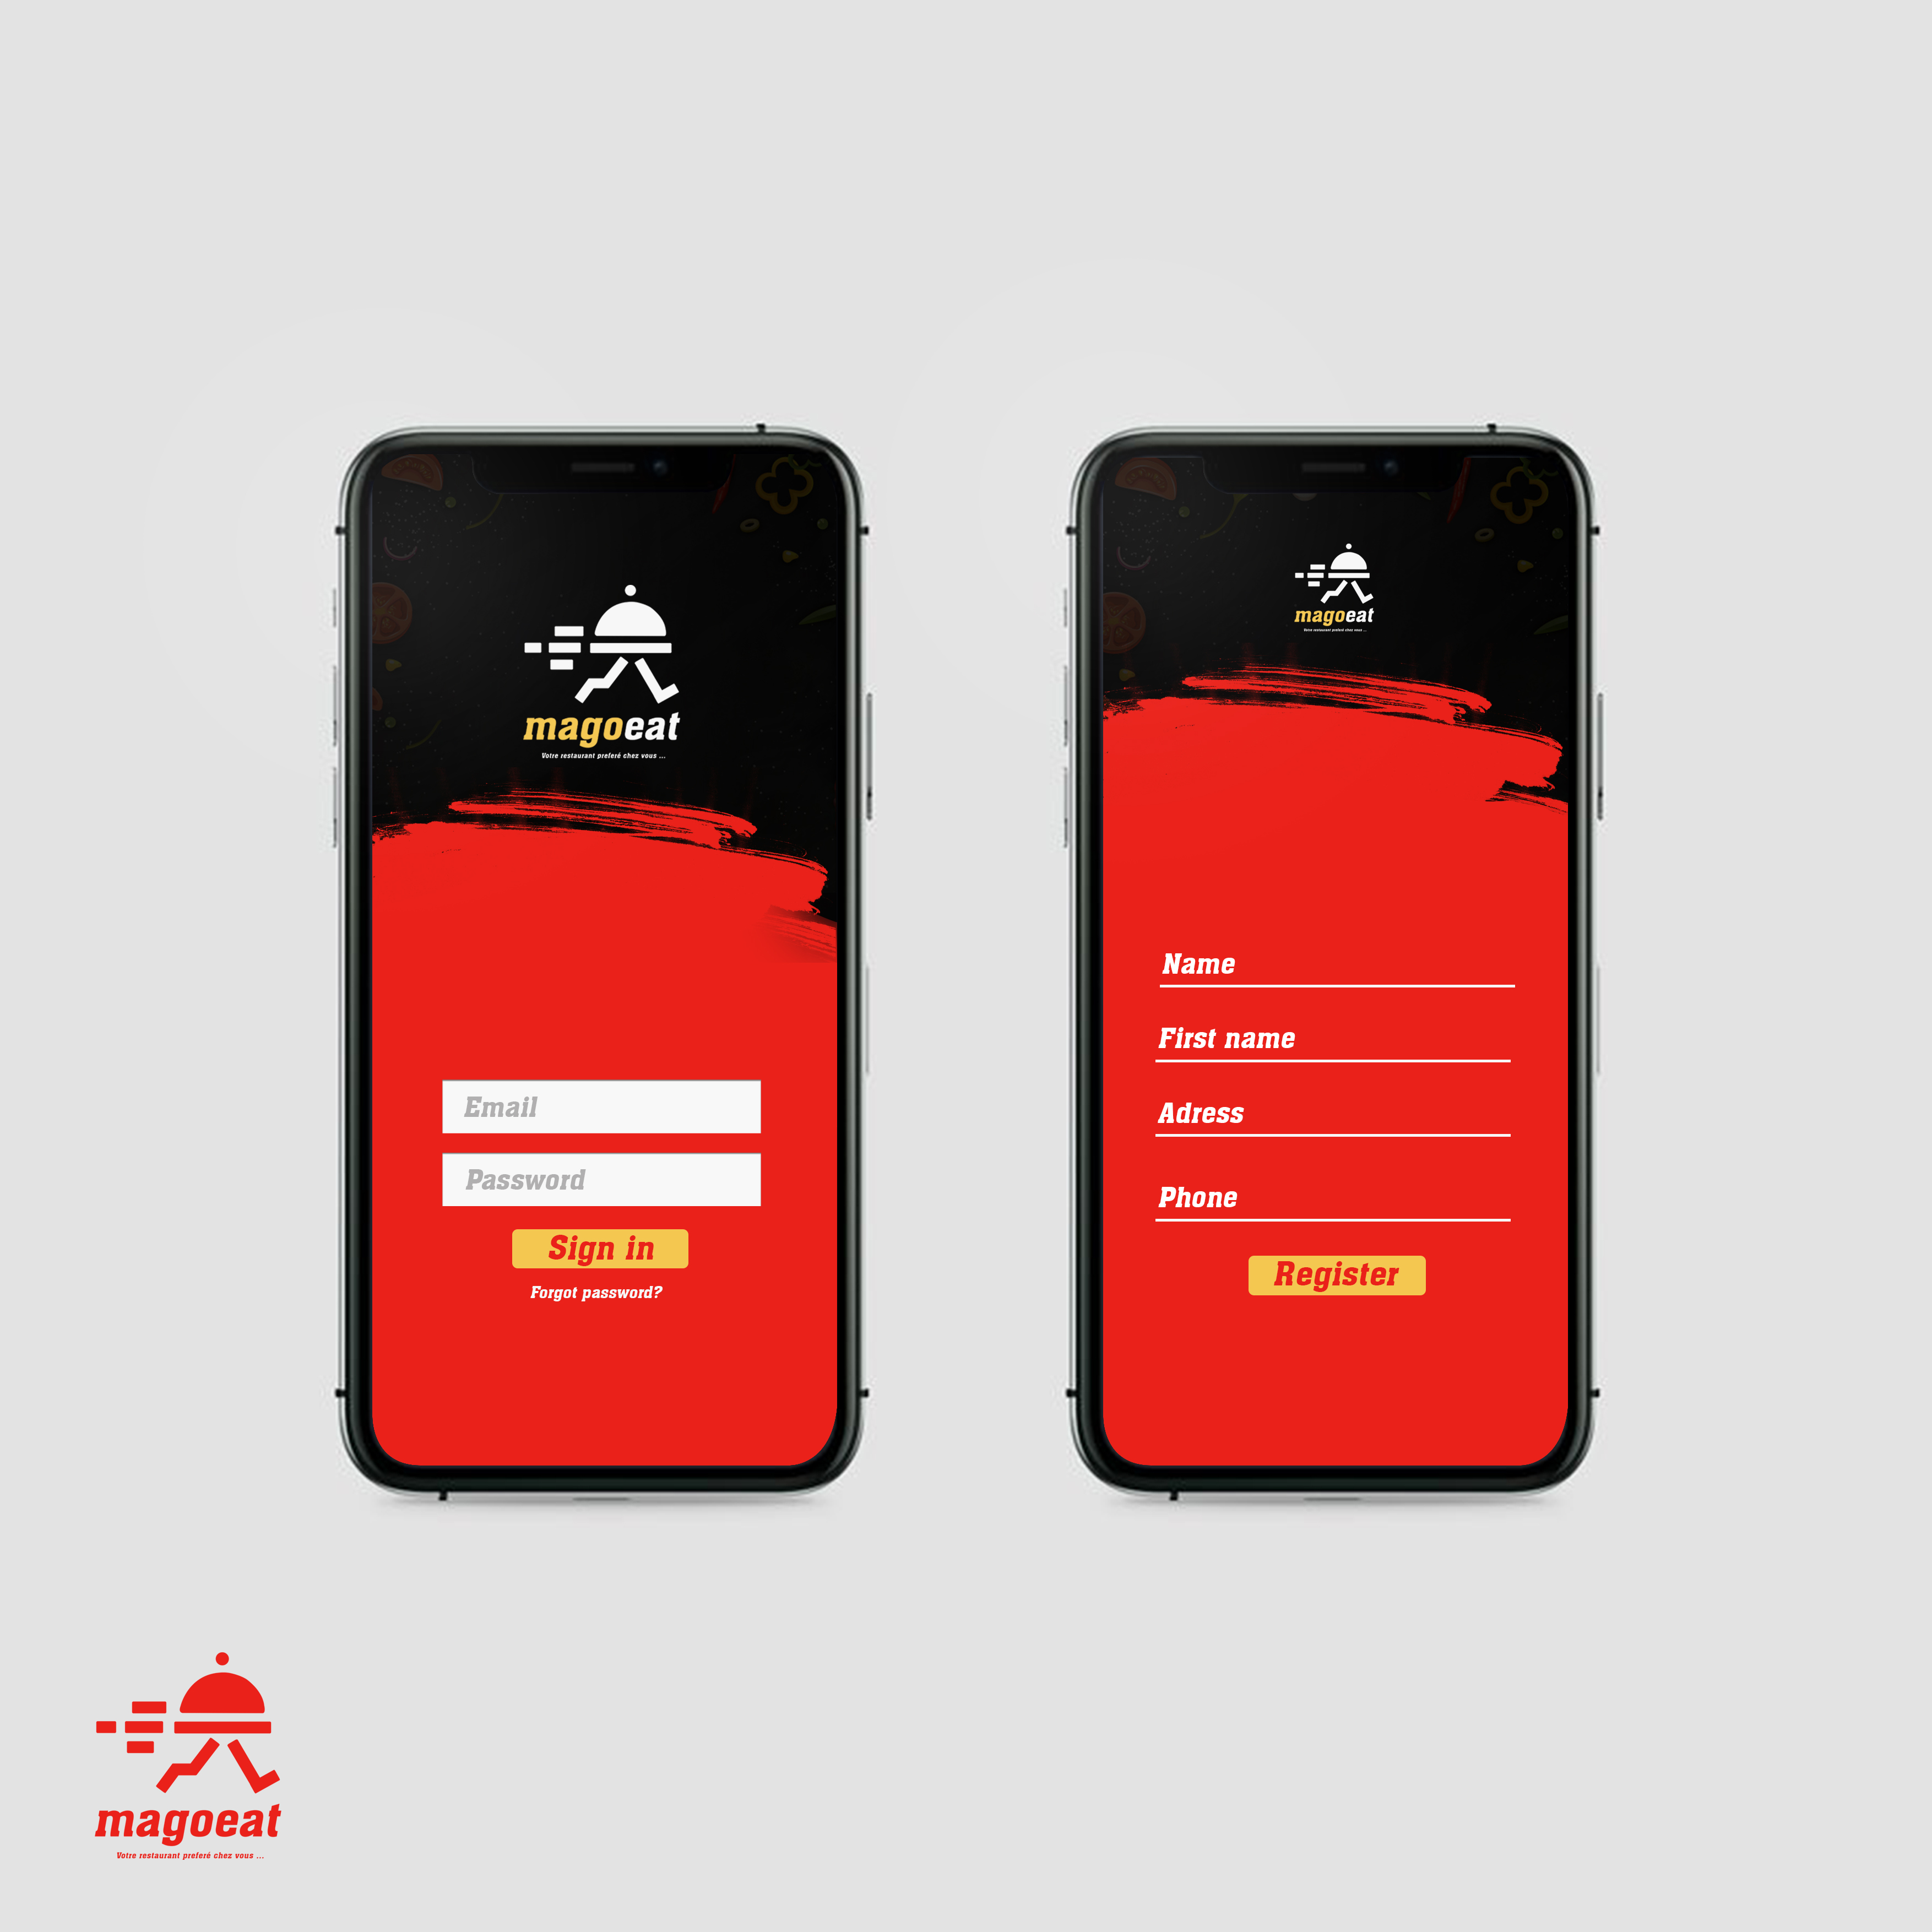 magoeat
Votre restaurant preferé chez vous ...
Email
Password
Sign in
Forgot password?
magoeat
Votre restaurant preferé chez vous ...
Name
First name
Adress
Phone
Register
magoeat
Votre restaurant preferé chez vous ...